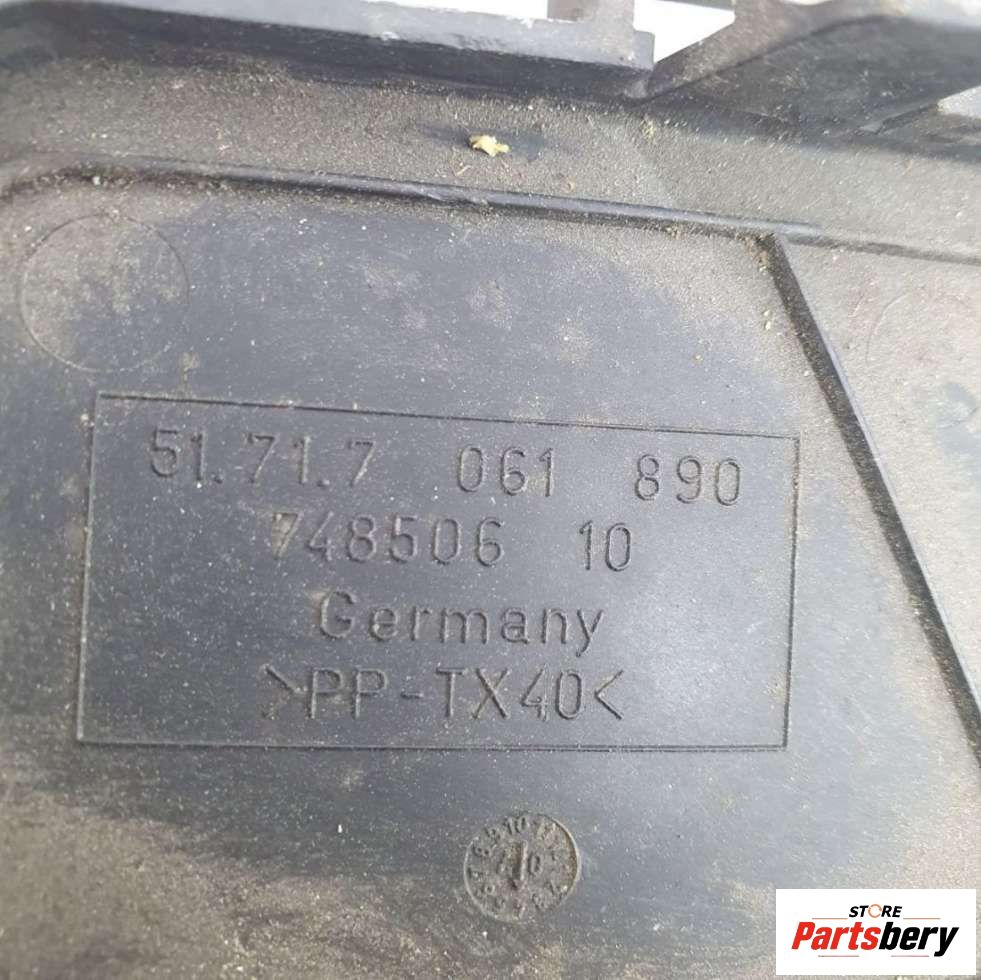 51.71.7 061 890
748506 10
Germany
>PP-TX40<
STORE
Partsbery